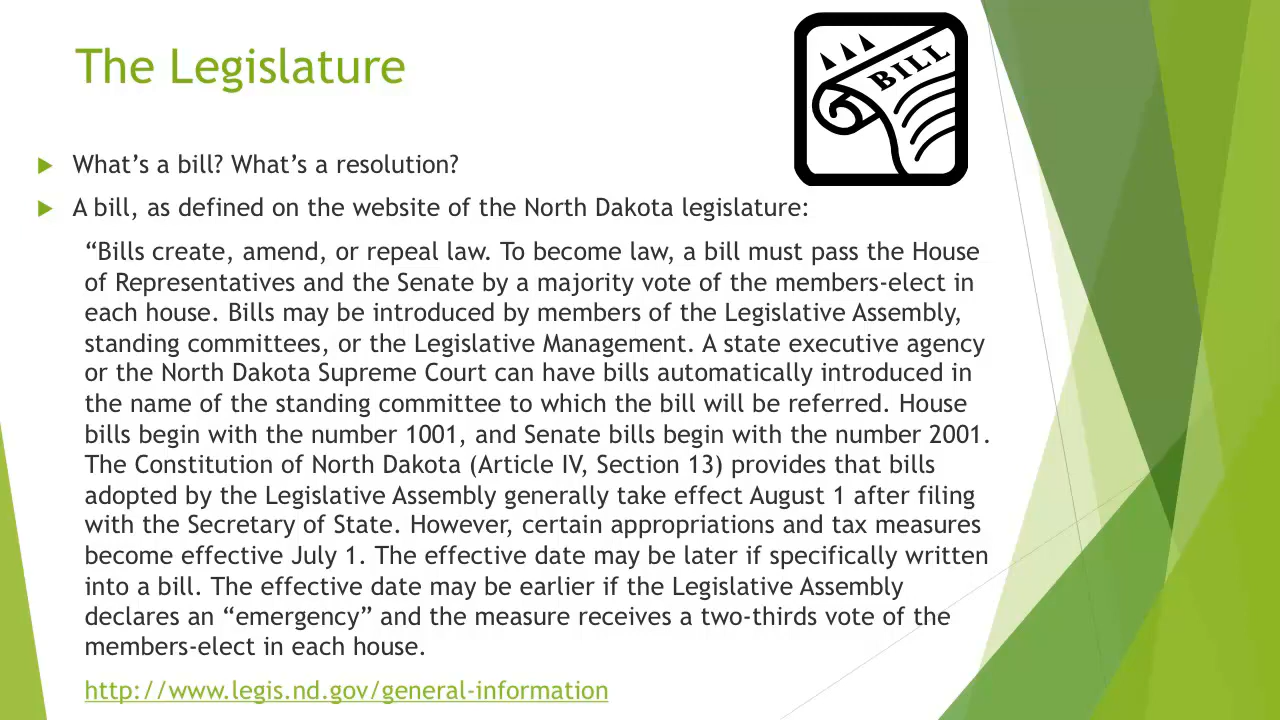 The Legislature
BILL
What’s a bill? What’s a resolution?
A bill, as defined on the website of the North Dakota legislature:
“Bills create, amend, or repeal law. To become law, a bill must pass the House
of Representatives and the Senate by a majority vote of the members-elect in
each house. Bills may be introduced by members of the Legislative Assembly,
standing committees, or the Legislative Management. A state executive agency
or the North Dakota Supreme Court can have bills automatically introduced in
the name of the standing committee to which the bill will be referred. House
bills begin with the number 1001, and Senate bills begin with the number 2001.
The Constitution of North Dakota (Article IV, Section 13) provides that bills
adopted by the Legislative Assembly generally take effect August 1 after filing
with the Secretary of State. However, certain appropriations and tax measures
become effective July 1. The effective date may be later if specifically written
into a bill. The effective date may be earlier if the Legislative Assembly
declares an “emergency” and the measure receives a two-thirds vote of the
members-elect in each house.
http://www.legis.nd.gov/general-information